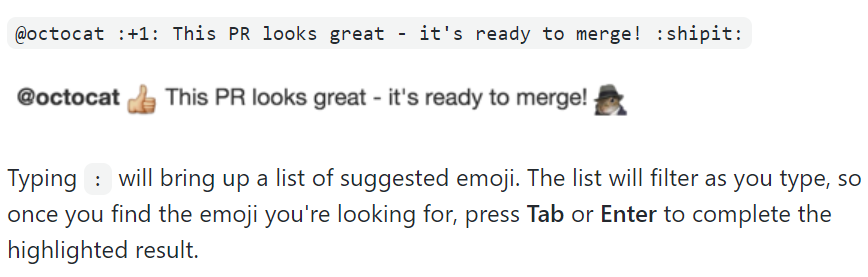 @octocat :+1: This PR looks great - it's ready to merge! :shipit:
@octocat 👍 This PR looks great - it's ready to merge!
Typing : will bring up a list of suggested emoji. The list will filter as you type, so
once you find the emoji you're looking for, press Tab or Enter to complete the
highlighted result.